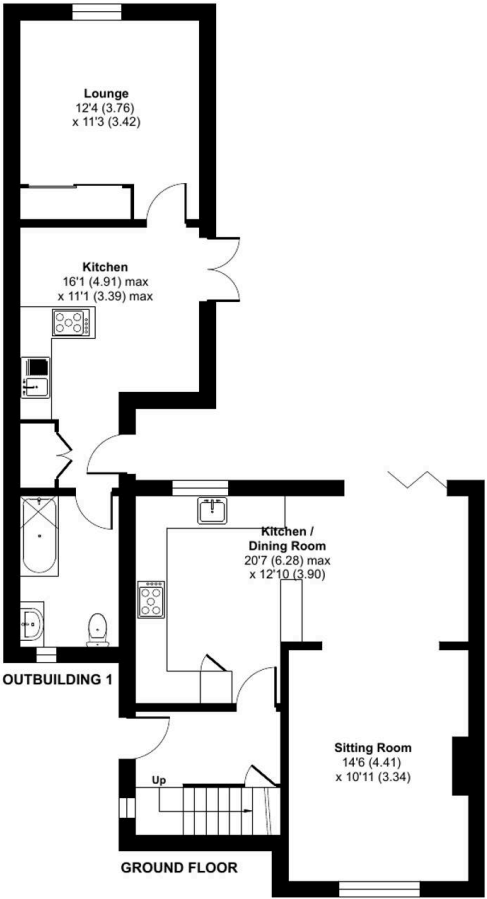 Lounge
12'4 (3.76)
x 11'3 (3.42)
Kitchen
16'1 (4.91) max
x 11'1 (3.39) max
Kitchen /
Dining Room
20'7 (6.28) max
x 12'10 (3.90)
OUTBUILDING 1
Sitting Room
14'6 (4.41)
x 10'11 (3.34)
Up
GROUND FLOOR